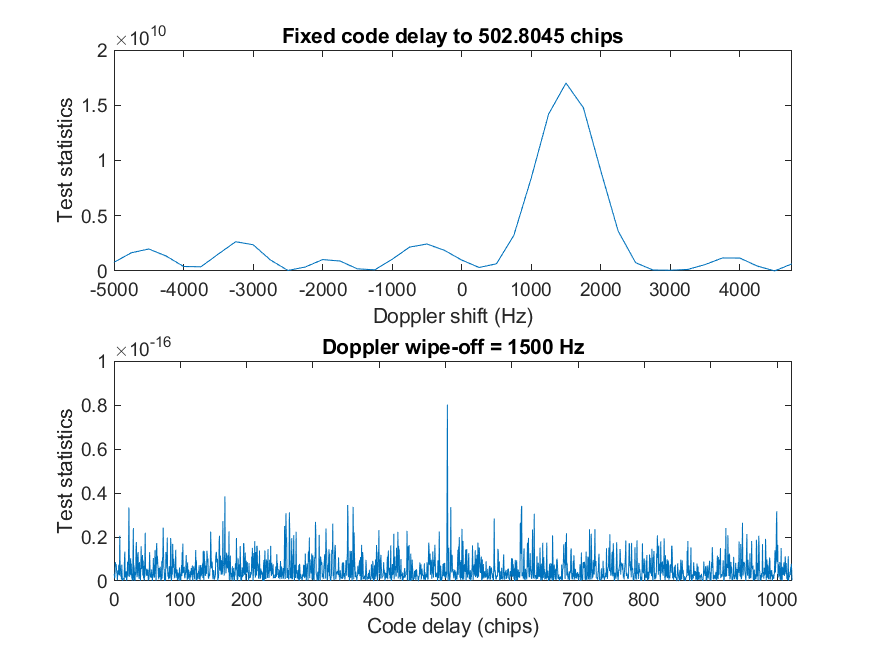 ×10^10
Fixed code delay to 502.8045 chips
2
1.5
1
0.5
0
Test statistics
-5000 -4000 -3000 -2000 -1000 0 1000 2000 3000 4000
Doppler shift (Hz)
×10^-16
Doppler wipe-off = 1500 Hz
1
0.8
0.6
0.4
0.2
0
Test statistics
0 100 200 300 400 500 600 700 800 900 1000
Code delay (chips)